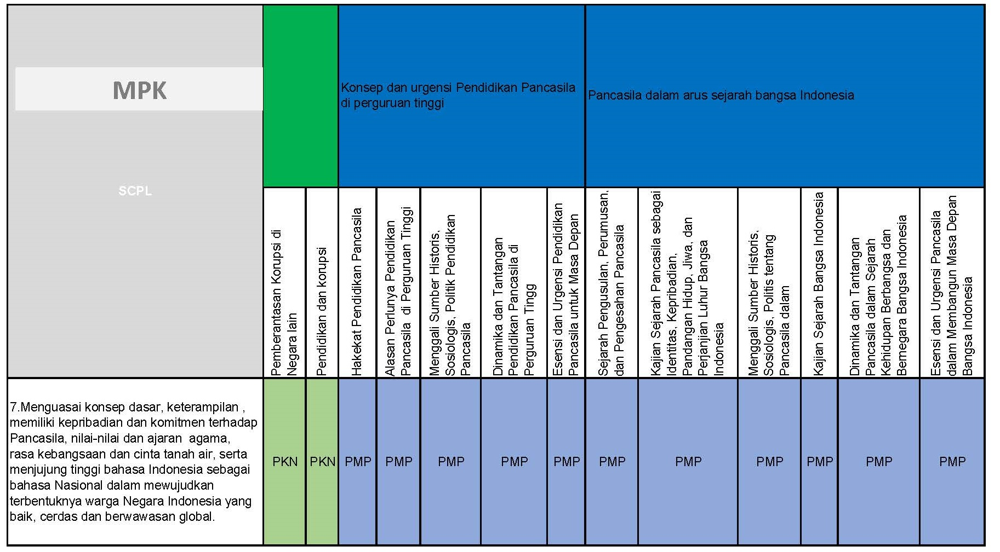 MPK
SCPL
Konsep dan urgensi Pendidikan Pancasila
di perguruan tinggi
Pancasila dalam arus sejarah bangsa Indonesia
Pemberantasan Korupsi di
Negara lain
Pendidikan dan korupsi
Hakekat Pendidikan Pancasila
Alasan Perlunya Pendidikan
Pancasila di Perguruan Tinggi
Menggali Sumber Historis,
Sosiologis, Politik Pendidikan
Pancasila
Dinamika dan Tantangan
Pendidikan Pancasila di
Perguruan Tingg
Esensi dan Urgensi Pendidikan
Pancasila untuk Masa Depan
Sejarah Pengusulan, Perumusan,
dan Pengesahan Pancasila
Kajian Sejarah Pancasila sebagai
Identitas, Kepribadian,
Pandangan Hidup, Jiwa, dan
Perjanjian Luhur Bangsa
Indonesia
Menggali Sumber Historis,
Sosiologis, Politis tentang
Pancasila dalam
Kajian Sejarah Bangsa Indonesia
Dinamika dan Tantangan
Pancasila dalam Sejarah
Kehidupan Berbangsa dan
Bernegara Bangsa Indonesia
Esensi dan Urgensi Pancasila
dalam Membangun Masa Depan
Bangsa Indonesia
7.Menguasai konsep dasar, keterampilan ,
memiliki kepribadian dan komitmen terhadap
Pancasila, nilai-nilai dan ajaran agama,
rasa kebangsaan dan cinta tanah air, serta
menjujung tinggi bahasa Indonesia sebagai
bahasa Nasional dalam mewujudkan
terbentuknya warga Negara Indonesia yang
baik, cerdas dan berwawasan global.
PKN
PKN
PMP
PMP
PMP
PMP
PMP
PMP
PMP
PMP
PMP
PMP
PMP